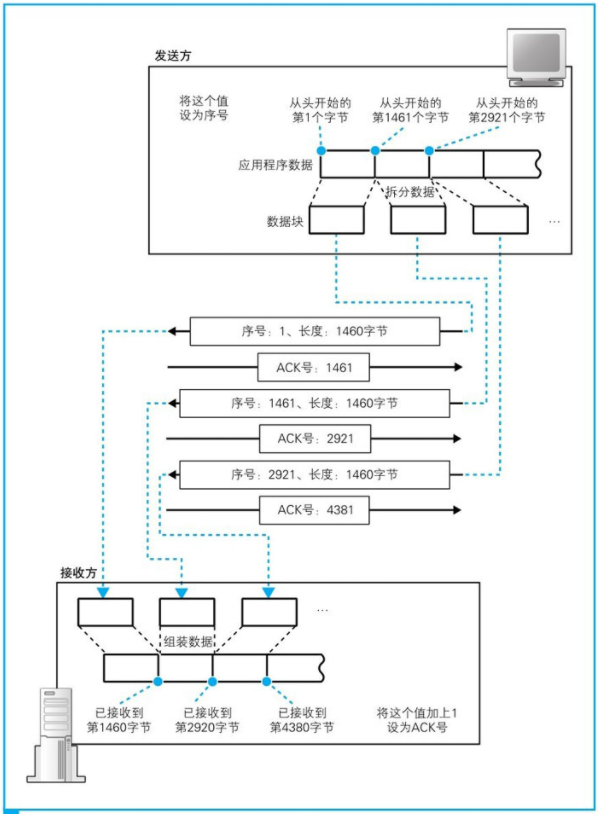 发送方
将这个值
设为序号
从头开始的
第1个字节
从头开始的
第1461个字节
从头开始的
第2921个字节
应用程序数据
拆分数据
数据块
…
序号：1、长度：1460字节
ACK号：1461
序号：1461、长度：1460字节
ACK号：2921
序号：2921、长度：1460字节
ACK号：4381
接收方
…
组装数据
已接收到
第1460字节
已接收到
第2920字节
已接收到
第4380字节
将这个值加上1
设为ACK号